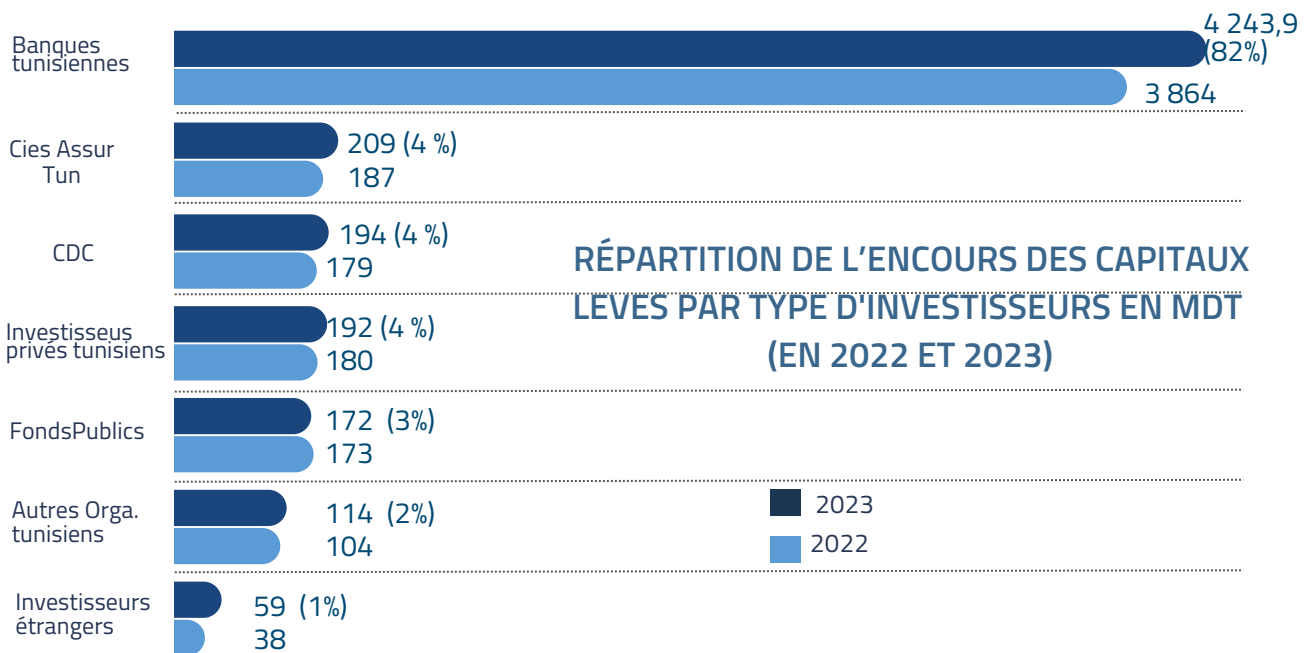 Banques
tunisiennes
4 243,9
(82%)
3 864
Cies Assur
Tun
209 (4 %)
187
CDC
194 (4 %)
179
RÉPARTITION DE L’ENCOURS DES CAPITAUX
LEVES PAR TYPE D'INVESTISSEURS EN MDT
(EN 2022 ET 2023)
Investisseus
privés tunisiens
192 (4 %)
180
FondsPublics
172 (3%)
173
Autres Orga.
tunisiens
114 (2%)
104
2023
2022
Investisseurs
étrangers
59 (1%)
38